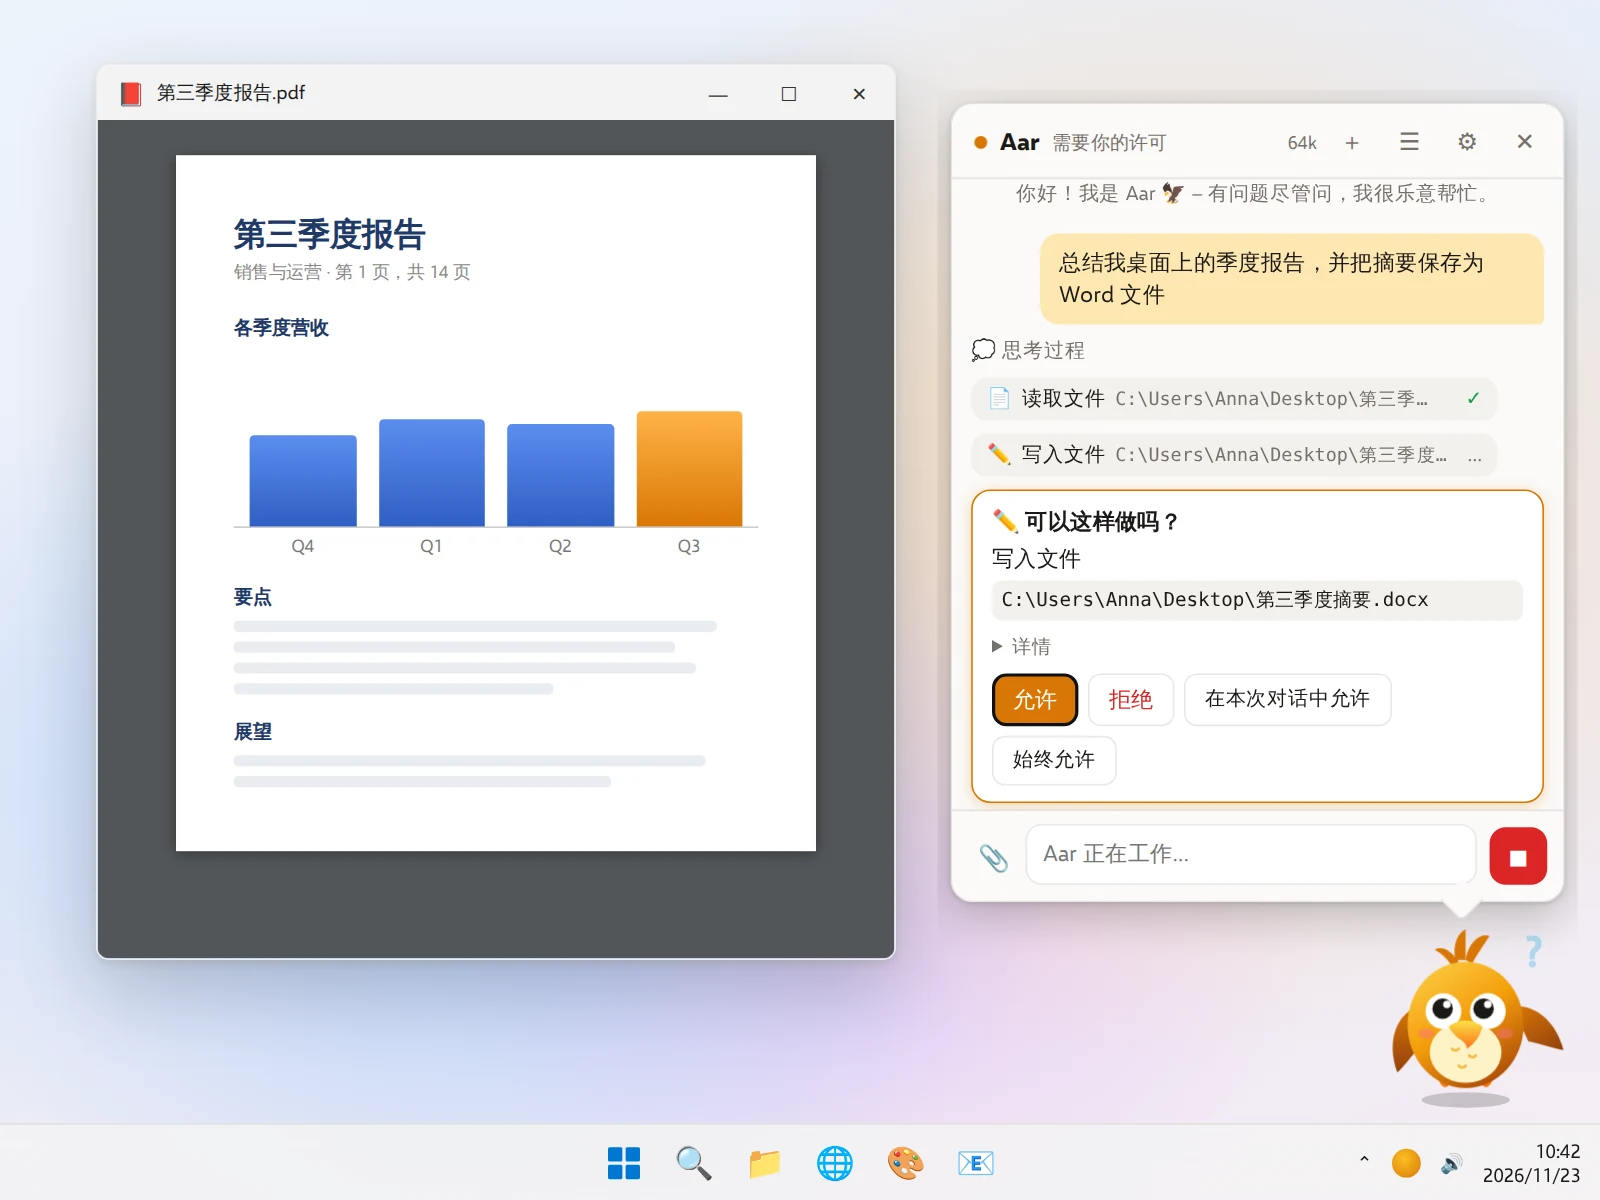 第三季度报告.pdf
第三季度报告
销售与运营 · 第 1 页，共 14 页
各季度营收
Q4 Q1 Q2 Q3
要点
展望
Aar 需要你的许可 64k
你好！我是 Aar – 有问题尽管问，我很乐意帮忙。
总结我桌面上的季度报告，并把摘要保存为
Word 文件
思考过程
读取文件 C:\Users\Anna\Desktop\第三季…
写入文件 C:\Users\Anna\Desktop\第三季度… …
可以这样做吗？
写入文件
C:\Users\Anna\Desktop\第三季度摘要.docx
详情
允许 拒绝 在本次对话中允许
始终允许
Aar 正在工作…
?
10:42
2026/11/23